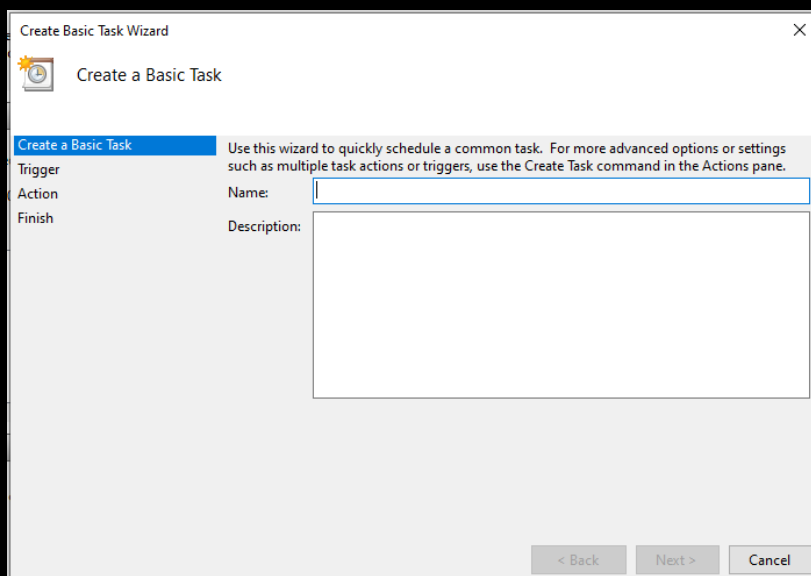 Create Basic Task Wizard
Create a Basic Task
Create a Basic Task
Trigger
Action
Finish
Use this wizard to quickly schedule a common task.  For more advanced options or settings
such as multiple task actions or triggers, use the Create Task command in the Actions pane.
Name:
Description:
< Back
Next >
Cancel